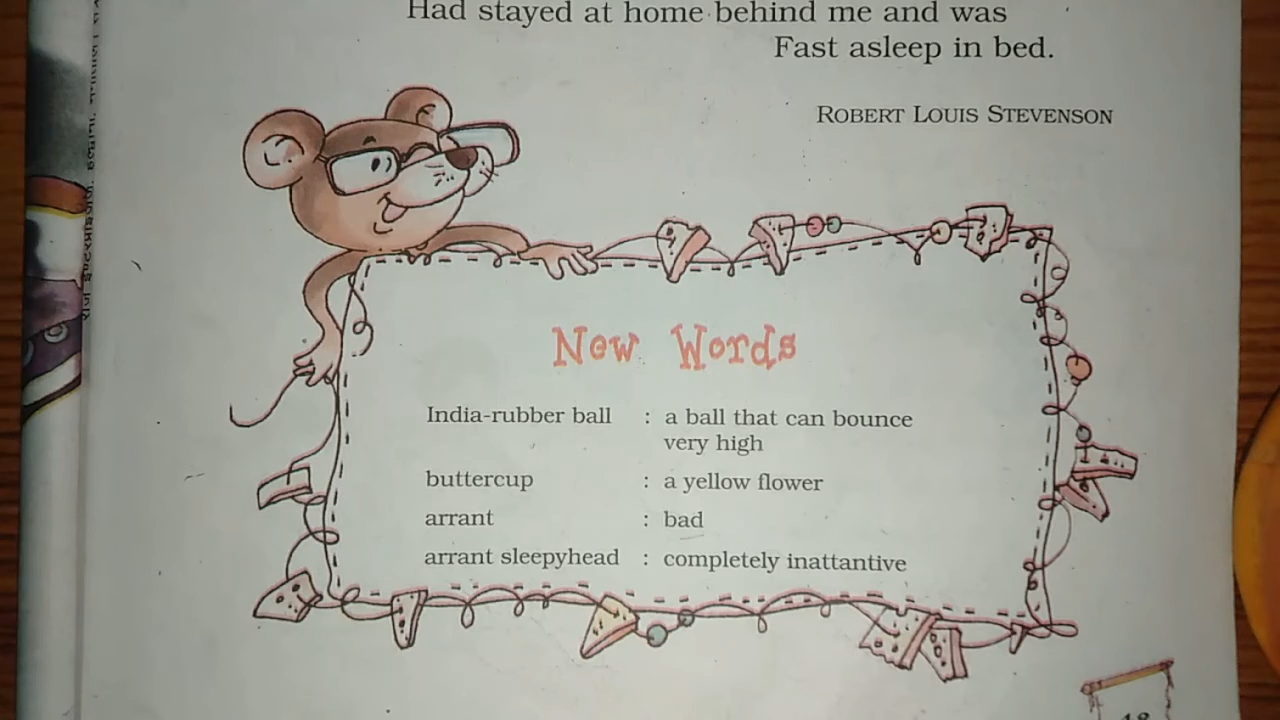 Had stayed at home behind me and was
Fast asleep in bed.
ROBERT LOUIS STEVENSON
New Words
India-rubber ball : a ball that can bounce
very high
buttercup : a yellow flower
arrant : bad
arrant sleepyhead : completely inattantive